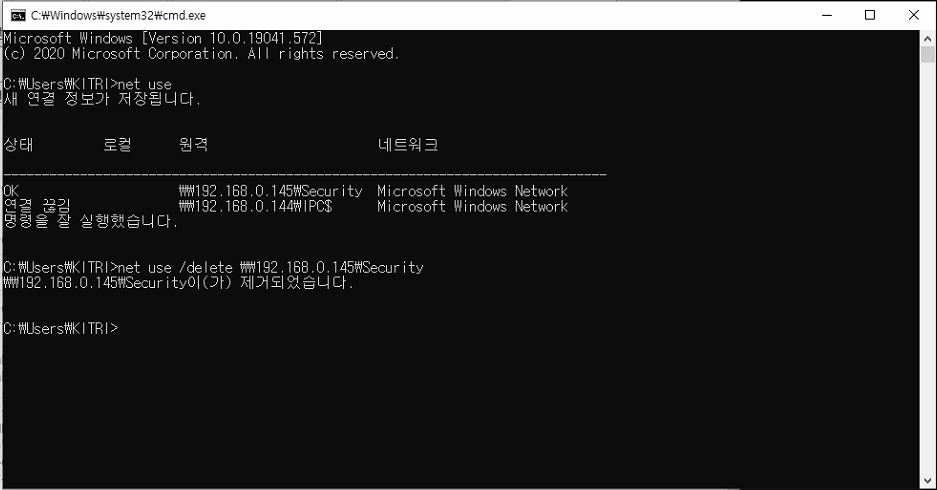 C:₩Windows₩system32₩cmd.exe
Microsoft Windows [Version 10.0.19041.572]
(c) 2020 Microsoft Corporation. All rights reserved.
C:₩Users₩KITRI>net use
새 연결 정보가 저장됩니다.
상태 로컬 원격 네트워크
-------------------------------------------------------------------------------
OK ₩₩192.168.0.145₩Security Microsoft Windows Network
연결 끊김 ₩₩192.168.0.144₩IPC$ Microsoft Windows Network
명령을 잘 실행했습니다.
C:₩Users₩KITRI>net use /delete ₩₩192.168.0.145₩Security
₩₩192.168.0.145₩Security이(가) 제거되었습니다.
C:₩Users₩KITRI>